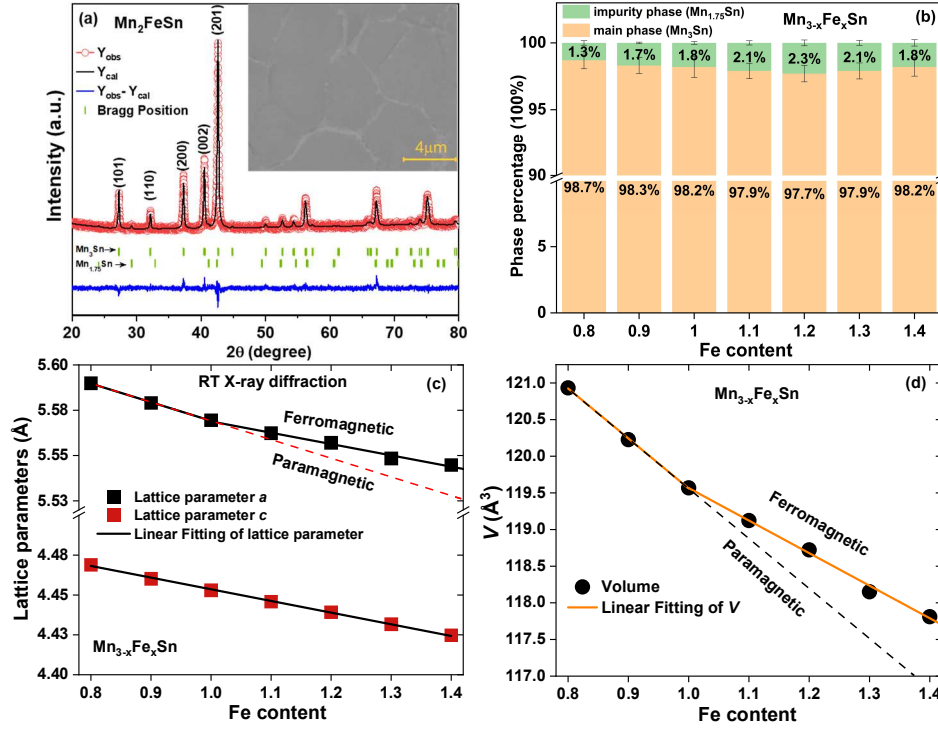 (a)
Mn2FeSn
Yobs
Ycal
Yobs- Ycal
Bragg Position
(101)
(110)
(200)
(002)
(201)
4μm
Mn3Sn
Mn1.75Sn
Intensity (a.u.)
20 30 40 50 60 70 80
2θ (degree)
impurity phase (Mn1.75Sn)
main phase (Mn3Sn)
Mn3-xFexSn
(b)
100
95
90
5
0
1.3% 1.7% 1.8% 2.1% 2.3% 2.1% 1.8%
98.7% 98.3% 98.2% 97.9% 97.7% 97.9% 98.2%
Phase percentage (100%)
0.8 0.9 1 1.1 1.2 1.3 1.4
Fe content
RT X-ray diffraction
(c)
5.60
5.58
5.55
5.53
4.48
4.45
4.43
4.40
Ferromagnetic
Paramagnetic
Lattice parameter a
Lattice parameter c
Linear Fitting of lattice parameter
Mn3-xFexSn
Lattice parameters (Å)
0.8 0.9 1.0 1.1 1.2 1.3 1.4
Fe content
Mn3-xFexSn
(d)
121.0
120.5
120.0
119.5
119.0
118.5
118.0
117.5
117.0
Ferromagnetic
Paramagnetic
Volume
Linear Fitting of V
V (Å3)
0.8 0.9 1.0 1.1 1.2 1.3 1.4
Fe content